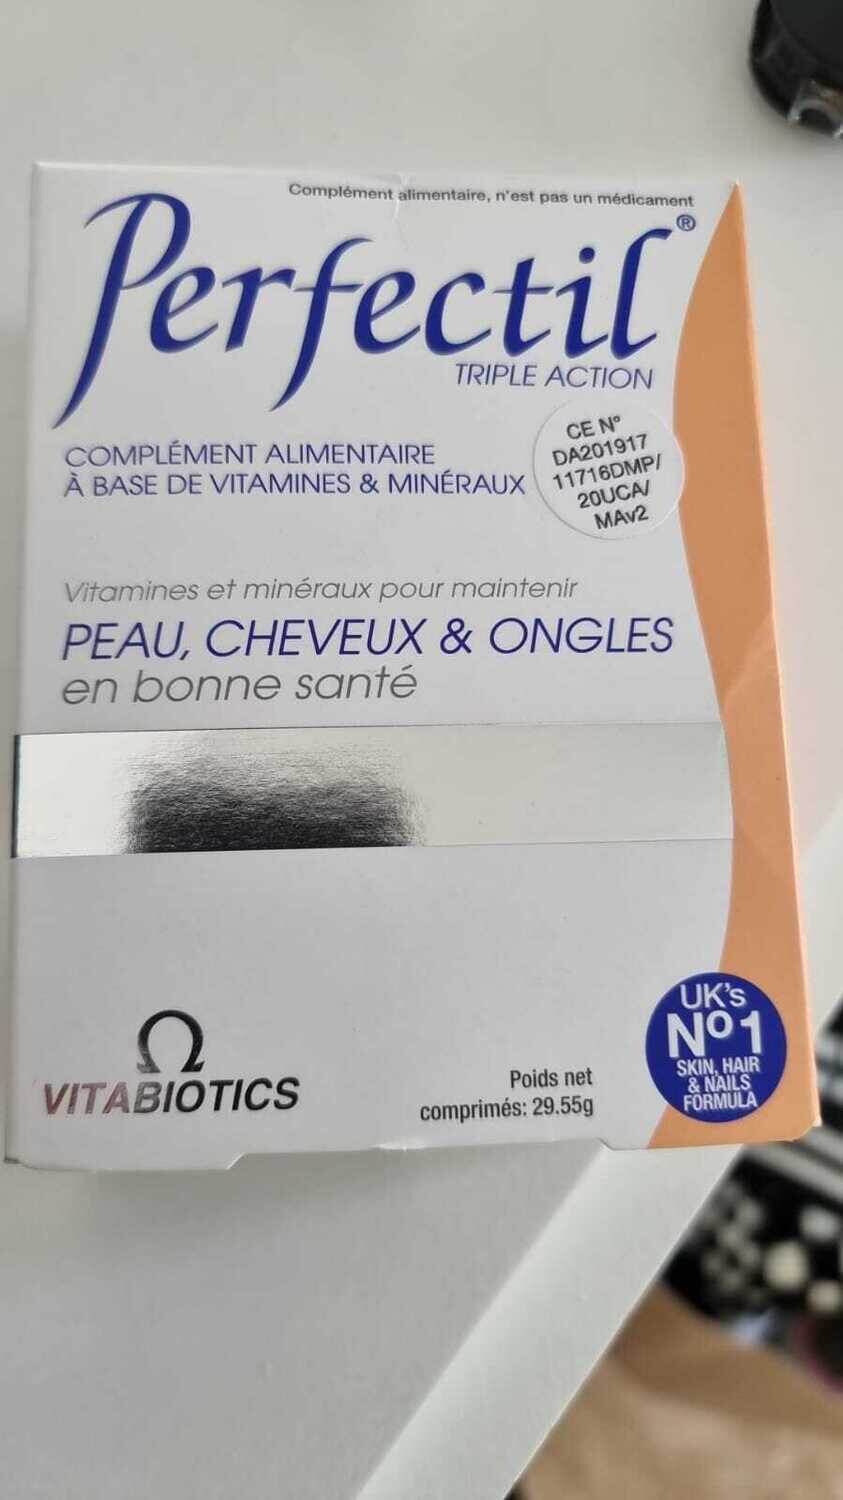 Complément alimentaire, n'est pas un médicament
Perfectil®
TRIPLE ACTION
CE N°
DA201917
11716DMP/
20UCA/
MAv2
COMPLÉMENT ALIMENTAIRE
À BASE DE VITAMINES & MINÉRAUX
Vitamines et minéraux pour maintenir
PEAU, CHEVEUX & ONGLES
en bonne santé
VITABIOTICS
Poids net
comprimés: 29.55g
UK's
Nº1
SKIN, HAIR
& NAILS
FORMULA